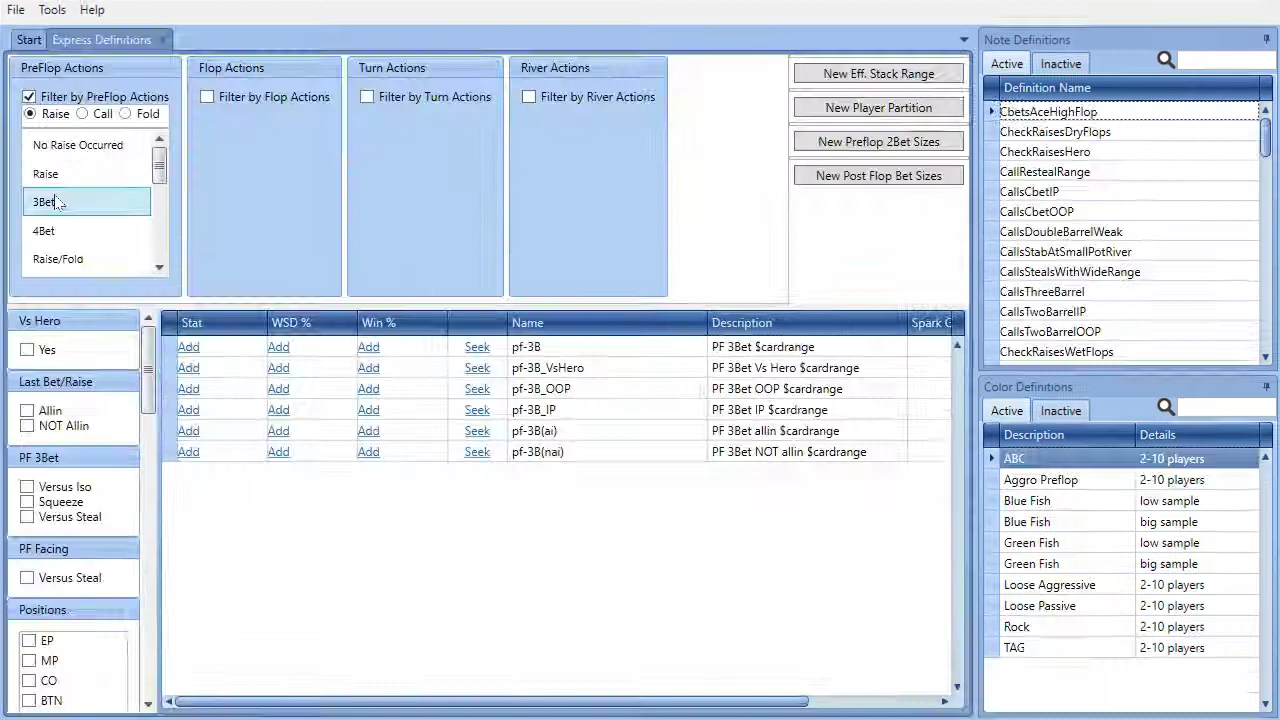 File Tools Help
Start Express Definitions
PreFlop Actions
Filter by PreFlop Actions
Raise Call Fold
No Raise Occurred
Raise
3Bet
4Bet
Raise/Fold
Flop Actions
Filter by Flop Actions
Turn Actions
Filter by Turn Actions
River Actions
Filter by River Actions
New Eff. Stack Range
New Player Partition
New Preflop 2Bet Sizes
New Post Flop Bet Sizes
Vs Hero
Yes
Last Bet/Raise
Allin
NOT Allin
PF 3Bet
Versus Iso
Squeeze
Versus Steal
PF Facing
Versus Steal
Positions
EP
MP
CO
BTN
Stat WSD % Win % Name Description Spark
Add Add Add Seek pf-3B PF 3Bet $cardrange
Add Add Add Seek pf-3B_VsHero PF 3Bet Vs Hero $cardrange
Add Add Add Seek pf-3B_OOP PF 3Bet OOP $cardrange
Add Add Add Seek pf-3B_IP PF 3Bet IP $cardrange
Add Add Add Seek pf-3B(ai) PF 3Bet allin $cardrange
Add Add Add Seek pf-3B(nai) PF 3Bet NOT allin $cardrange
Note Definitions
Active Inactive
Definition Name
CbetsAceHighFlop
CheckRaisesDryFlops
CheckRaisesHero
CallRestealRange
CallsCbetIP
CallsCbetOOP
CallsDoubleBarrelWeak
CallsStabAtSmallPotRiver
CallsStealsWithWideRange
CallsThreeBarrel
CallsTwoBarrelIP
CallsTwoBarrelOOP
CheckRaisesWetFlops
Color Definitions
Active Inactive
Description Details
ABC 2-10 players
Aggro Preflop 2-10 players
Blue Fish low sample
Blue Fish big sample
Green Fish low sample
Green Fish big sample
Loose Aggressive 2-10 players
Loose Passive 2-10 players
Rock 2-10 players
TAG 2-10 players